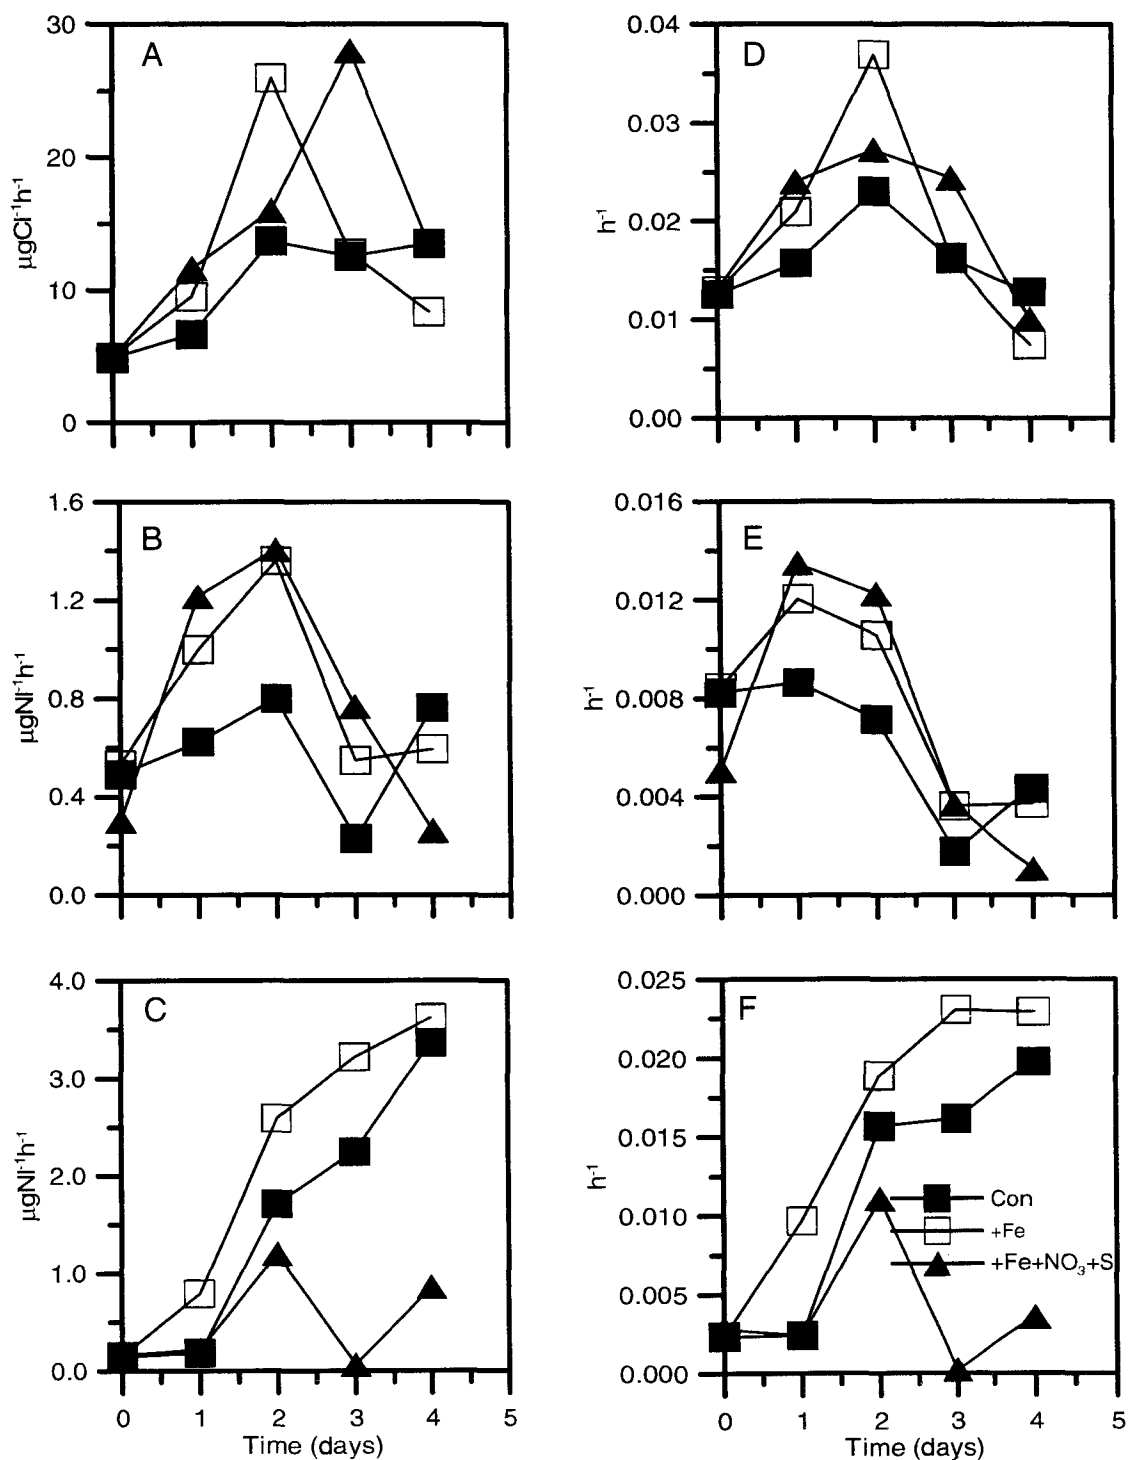 A
30
20
10
0
µgCl⁻¹h⁻¹
D
0.04
0.03
0.02
0.01
0.00
h⁻¹
B
1.6
1.2
0.8
0.4
0.0
µgNl⁻¹h⁻¹
E
0.016
0.012
0.008
0.004
0.000
h⁻¹
C
4.0
3.0
2.0
1.0
0.0
µgNl⁻¹h⁻¹
0 1 2 3 4 5
Time (days)
F
0.025
0.020
0.015
0.010
0.005
0.000
h⁻¹
Con
+Fe
+Fe+NO₃+S
0 1 2 3 4 5
Time (days)